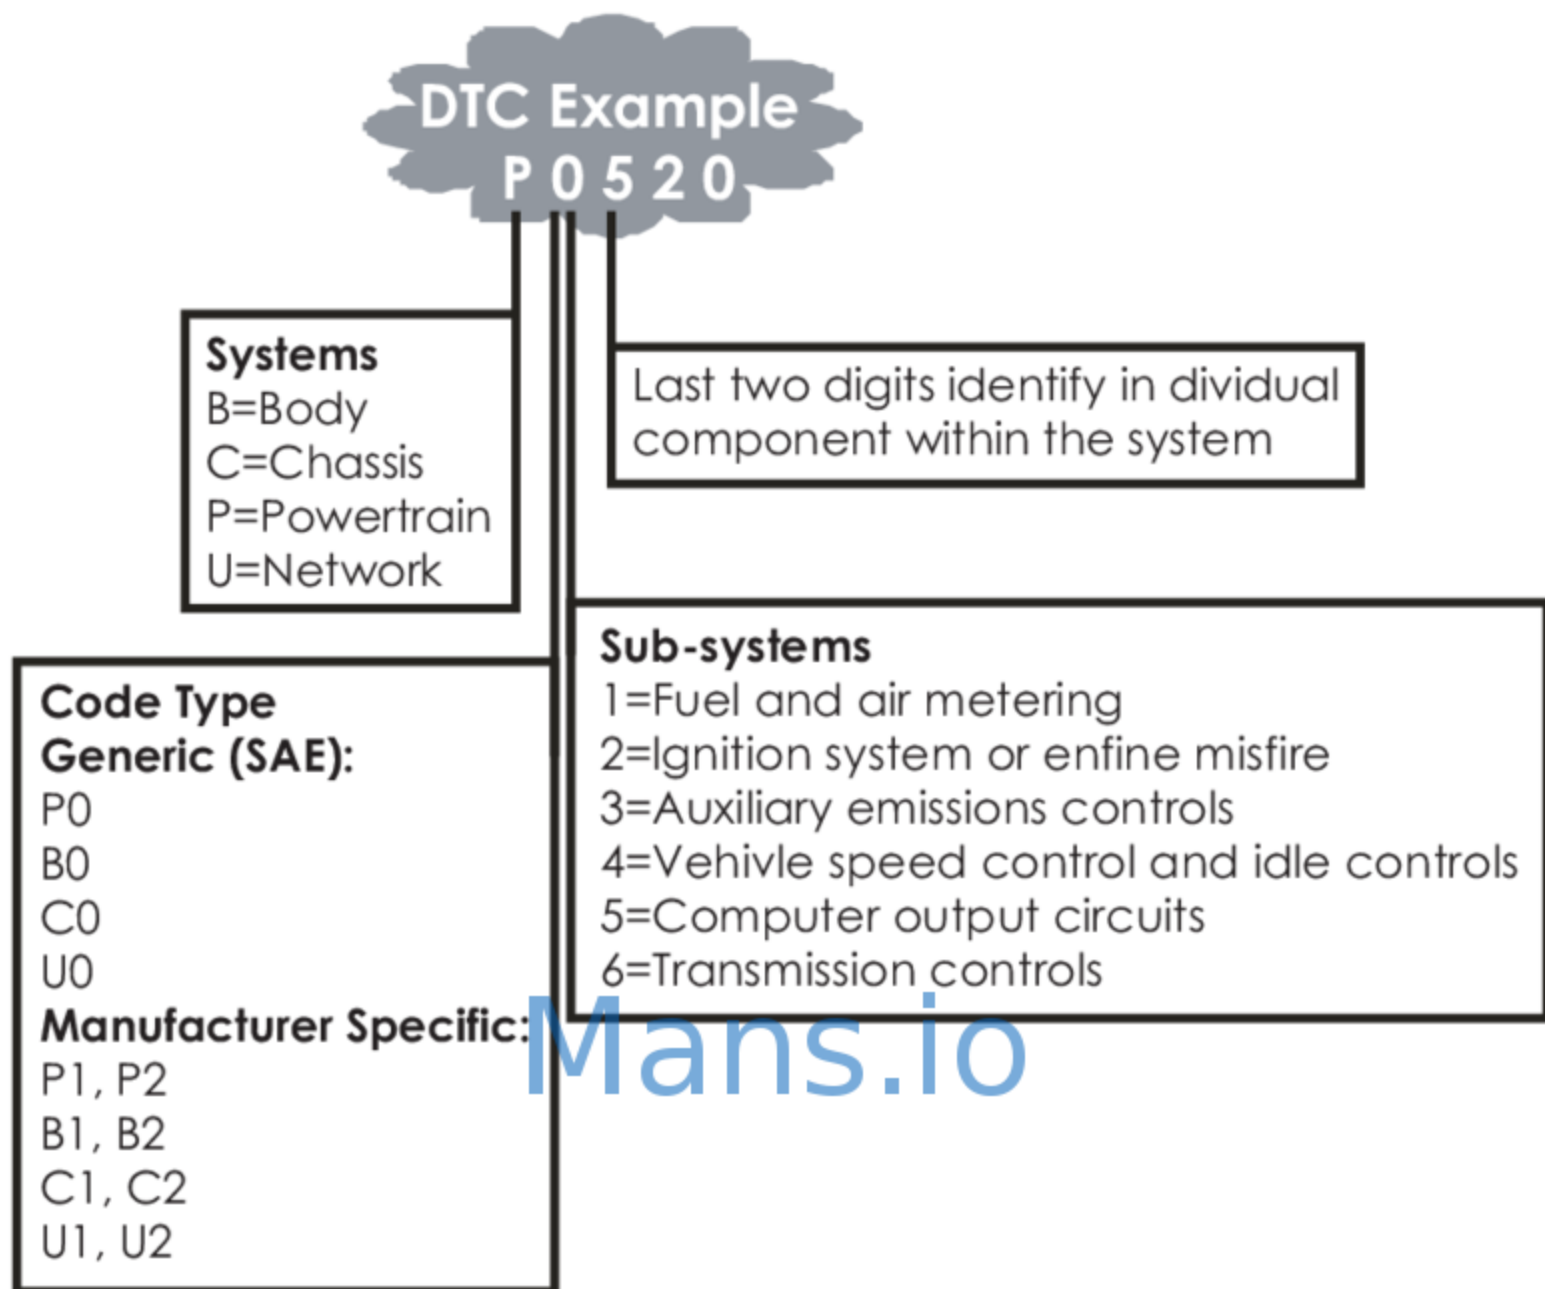 DTC Example
P 0 5 2 0
Systems
B=Body
C=Chassis
P=Powertrain
U=Network
Last two digits identify in dividual
component within the system
Sub-systems
1=Fuel and air metering
2=Ignition system or enfine misfire
3=Auxiliary emissions controls
4=Vehivle speed control and idle controls
5=Computer output circuits
6=Transmission controls
Code Type
Generic (SAE):
P0
B0
C0
U0
Manufacturer Specific:
P1, P2
B1, B2
C1, C2
U1, U2
Mans.io